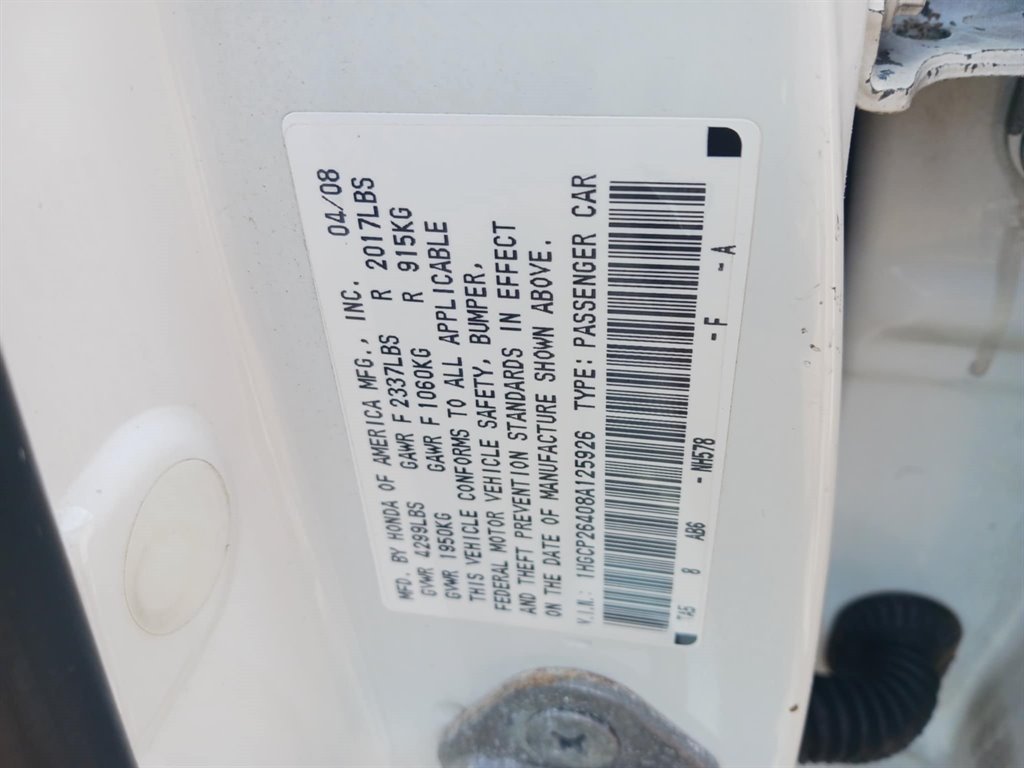 MFD. BY HONDA OF AMERICA MFG., INC. 04/08
GVWR 4299LBS GAWR F 2337LBS R 2017LBS
GVWR 1950KG GAWR F 1060KG R 915KG
THIS VEHICLE CONFORMS TO ALL APPLICABLE
FEDERAL MOTOR VEHICLE SAFETY, BUMPER,
AND THEFT PREVENTION STANDARDS IN EFFECT
ON THE DATE OF MANUFACTURE SHOWN ABOVE.
V.I.N.: 1HGCP26408A125926 TYPE: PASSENGER CAR
TA5 8 AB6 - NH578 - F - A